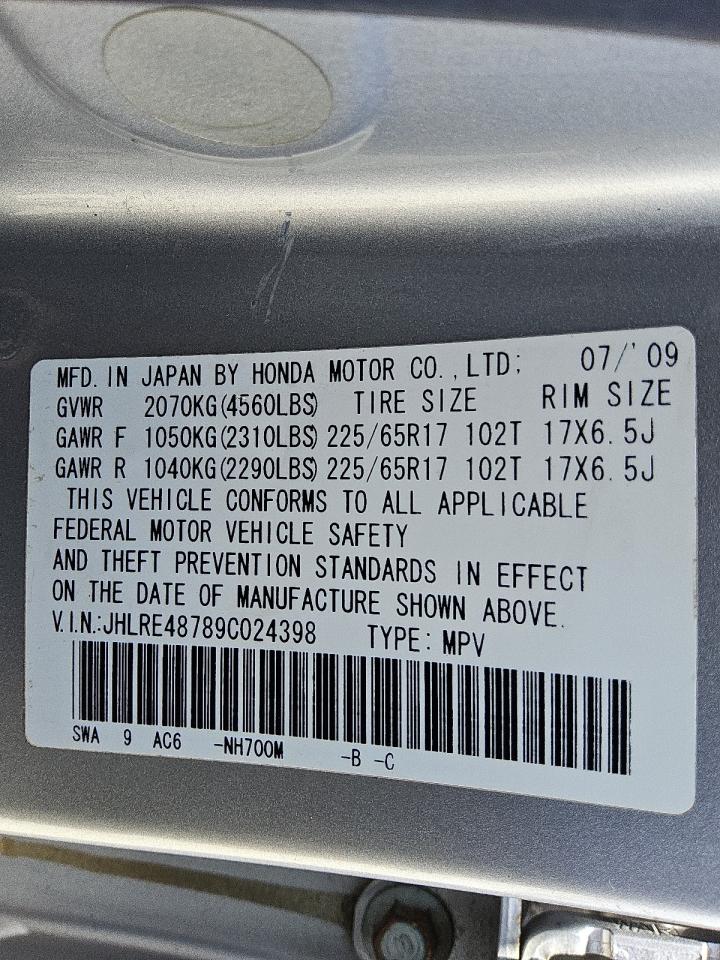 MFD. IN JAPAN BY HONDA MOTOR CO.,LTD; 07/'09
GVWR 2070KG(4560LBS) TIRE SIZE RIM SIZE
GAWR F 1050KG(2310LBS) 225/65R17 102T 17X6.5J
GAWR R 1040KG(2290LBS) 225/65R17 102T 17X6.5J
THIS VEHICLE CONFORMS TO ALL APPLICABLE
FEDERAL MOTOR VEHICLE SAFETY
AND THEFT PREVENTION STANDARDS IN EFFECT
ON THE DATE OF MANUFACTURE SHOWN ABOVE.
V.I.N.:JHLRE48789C024398 TYPE: MPV
SWA 9 AC6 -NH700M -B -C